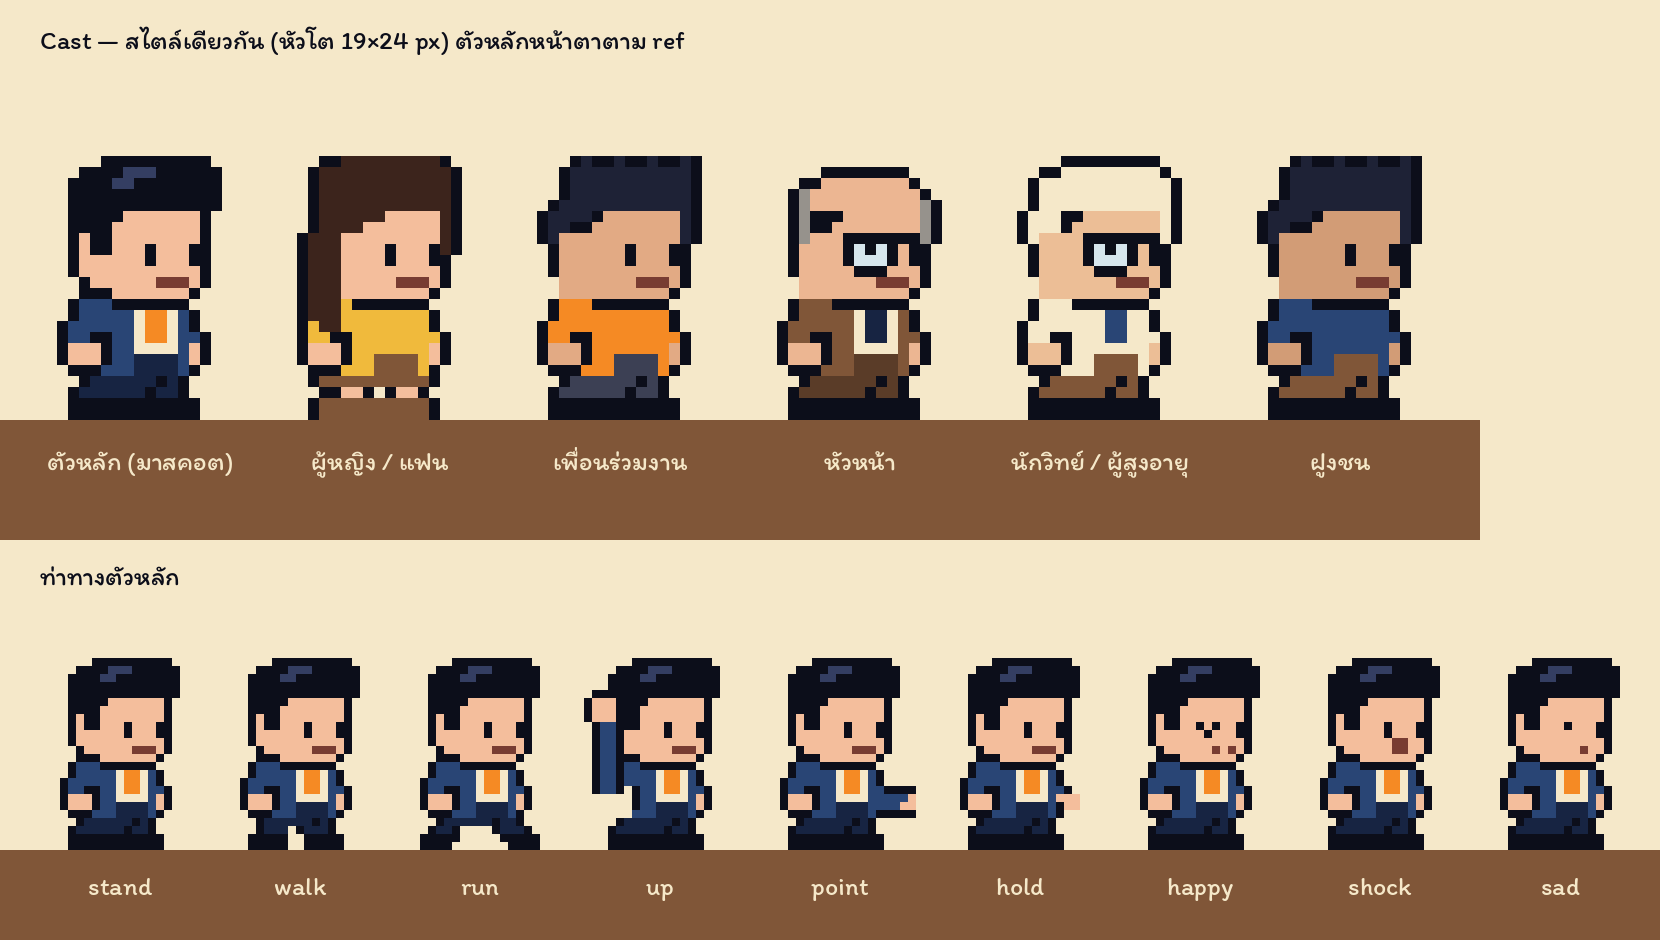 Cast — สไตล์เดียวกัน (หัวโต 19×24 px) ตัวหลักหน้าตาตาม ref
ตัวหลัก (มาสคอต)
ผู้หญิง / แฟน
เพื่อนร่วมงาน
หัวหน้า
นักวิทย์ / ผู้สูงอายุ
ฝูงชน
ท่าทางตัวหลัก
stand
walk
run
up
point
hold
happy
shock
sad